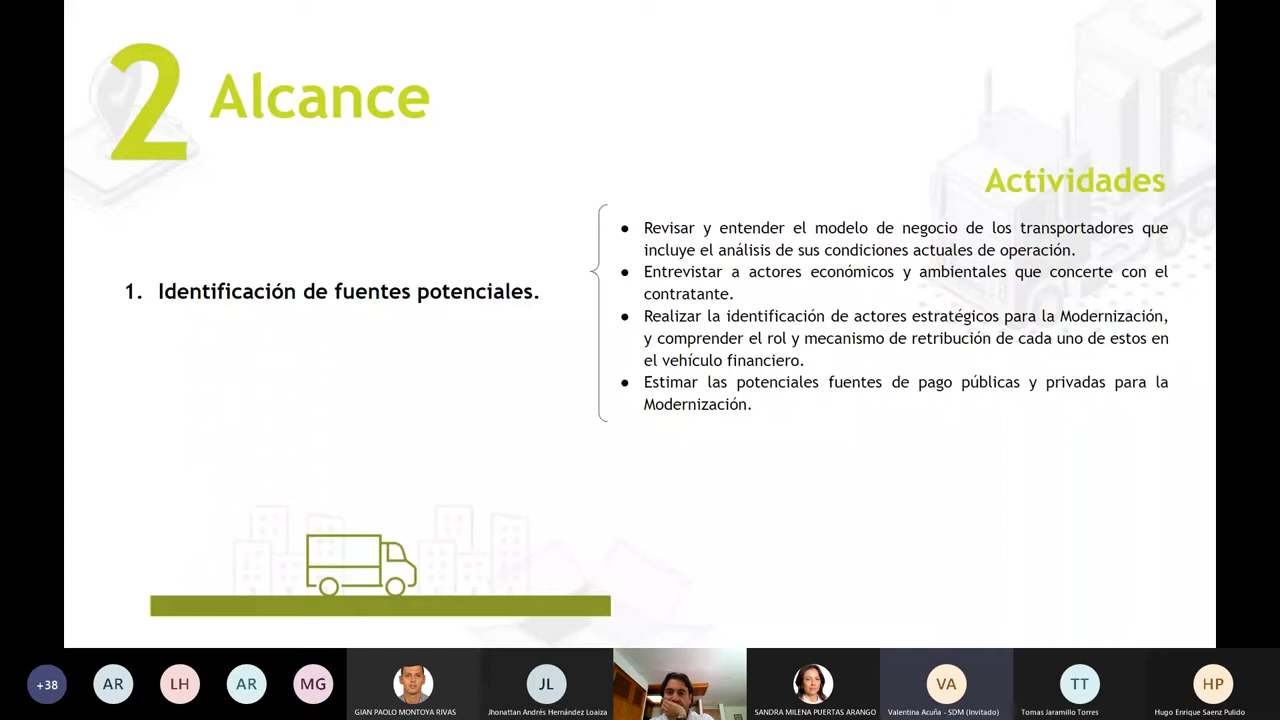 2 Alcance
Actividades
1. Identificación de fuentes potenciales.
● Revisar y entender el modelo de negocio de los transportadores que
incluye el análisis de sus condiciones actuales de operación.
● Entrevistar a actores económicos y ambientales que concerte con el
contratante.
● Realizar la identificación de actores estratégicos para la Modernización,
y comprender el rol y mecanismo de retribución de cada uno de estos en
el vehículo financiero.
● Estimar las potenciales fuentes de pago públicas y privadas para la
Modernización.
+38
AR
LH
AR
MG
GIAN PAOLO MONTOYA RIVAS
JL
Jhonattan Andrés Hernández Loaiza
SANDRA MILENA PUERTAS ARANGO
VA
Valentina Acuña - SDM (Invitado)
TT
Tomas Jaramillo Torres
HP
Hugo Enrique Saenz Pulido